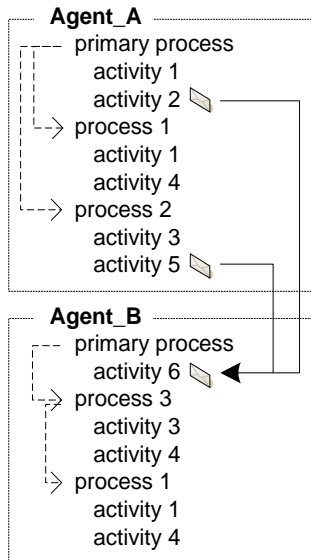 Agent_A
primary process
activity 1
activity 2
process 1
activity 1
activity 4
process 2
activity 3
activity 5
Agent_B
primary process
activity 6
process 3
activity 3
activity 4
process 1
activity 1
activity 4